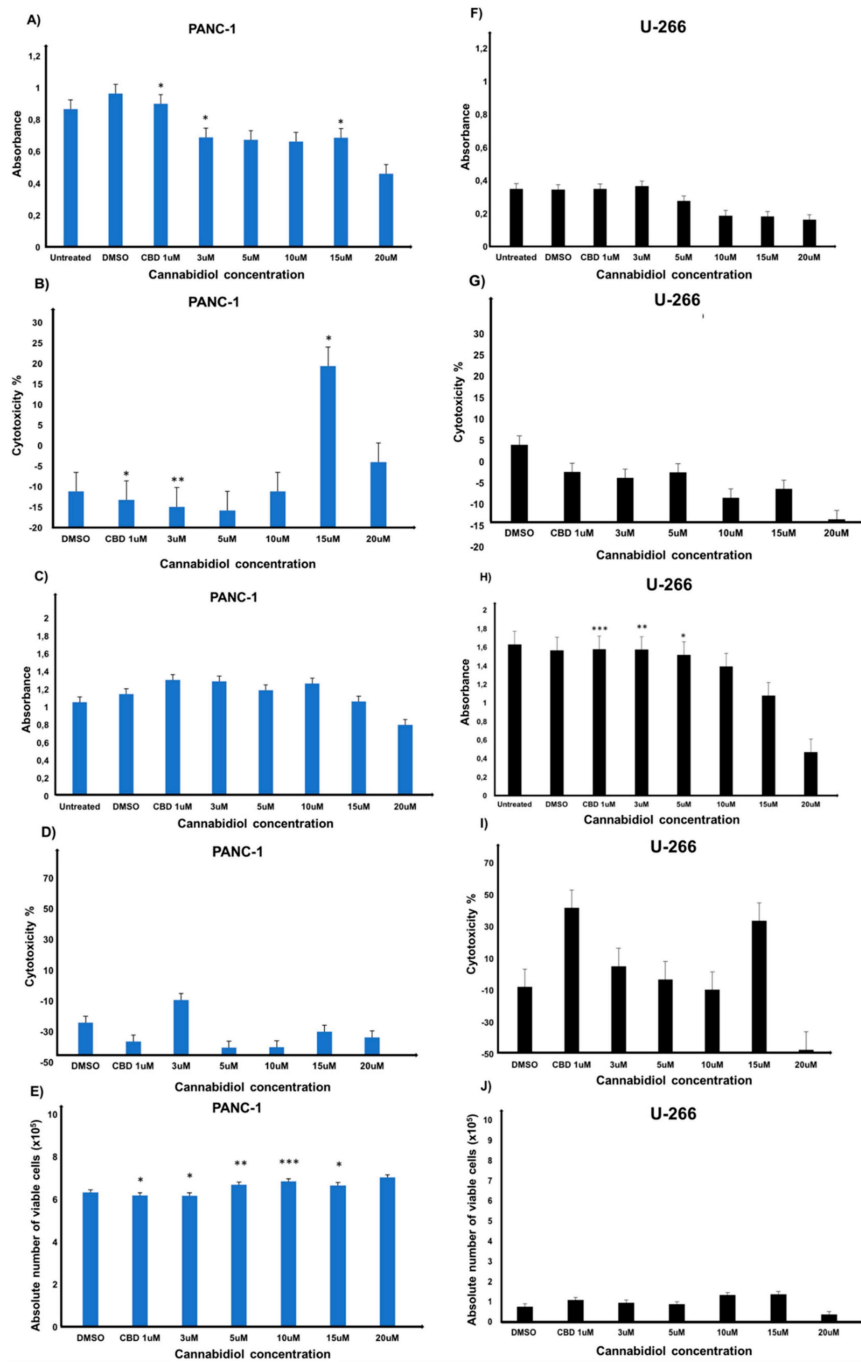 A)
PANC-1
Absorbance
1,2
1
0,8
0,6
0,4
0,2
0
*
*
*
Untreated DMSO CBD 1uM 3uM 5uM 10uM 15uM 20uM
Cannabidiol concentration
B)
PANC-1
Cytotoxicity %
30
25
20
15
10
5
0
-5
-10
-15
-20
*
**
*
DMSO CBD 1uM 3uM 5uM 10uM 15uM 20uM
Cannabidiol concentration
C)
PANC-1
Absorbance
2
1,8
1,6
1,4
1,2
1
0,8
0,6
0,4
0,2
0
Untreated DMSO CBD 1uM 3uM 5uM 10uM 15uM 20uM
Cannabidiol concentration
D)
PANC-1
Cytotoxicity %
70
50
30
10
-10
-30
-50
DMSO CBD 1uM 3uM 5uM 10uM 15uM 20uM
Cannabidiol concentration
E)
PANC-1
Absolute number of viable cells (x10⁵)
10
8
6
4
2
0
*
*
**
***
*
DMSO CBD 1uM 3uM 5uM 10uM 15uM 20uM
Cannabidiol concentration
F)
U-266
Absorbance
1,2
1
0,8
0,6
0,4
0,2
0
Untreated DMSO CBD 1uM 3uM 5uM 10uM 15uM 20uM
Cannabidiol concentration
G)
U-266
Cytotoxicity %
30
25
20
15
10
5
0
-5
-10
-15
-20
DMSO CBD 1uM 3uM 5uM 10uM 15uM 20uM
Cannabidiol concentration
H)
U-266
Absorbance
2
1,8
1,6
1,4
1,2
1
0,8
0,6
0,4
0,2
0
***
**
*
Untreated DMSO CBD 1uM 3uM 5uM 10uM 15uM 20uM
Cannabidiol concentration
I)
U-266
Cytotoxicity %
70
50
30
10
-10
-30
-50
DMSO CBD 1uM 3uM 5uM 10uM 15uM 20uM
Cannabidiol concentration
J)
U-266
Absolute number of viable cells (x10⁵)
10
9
8
7
6
5
4
3
2
1
0
DMSO CBD 1uM 3uM 5uM 10uM 15uM 20uM
Cannabidiol concentration